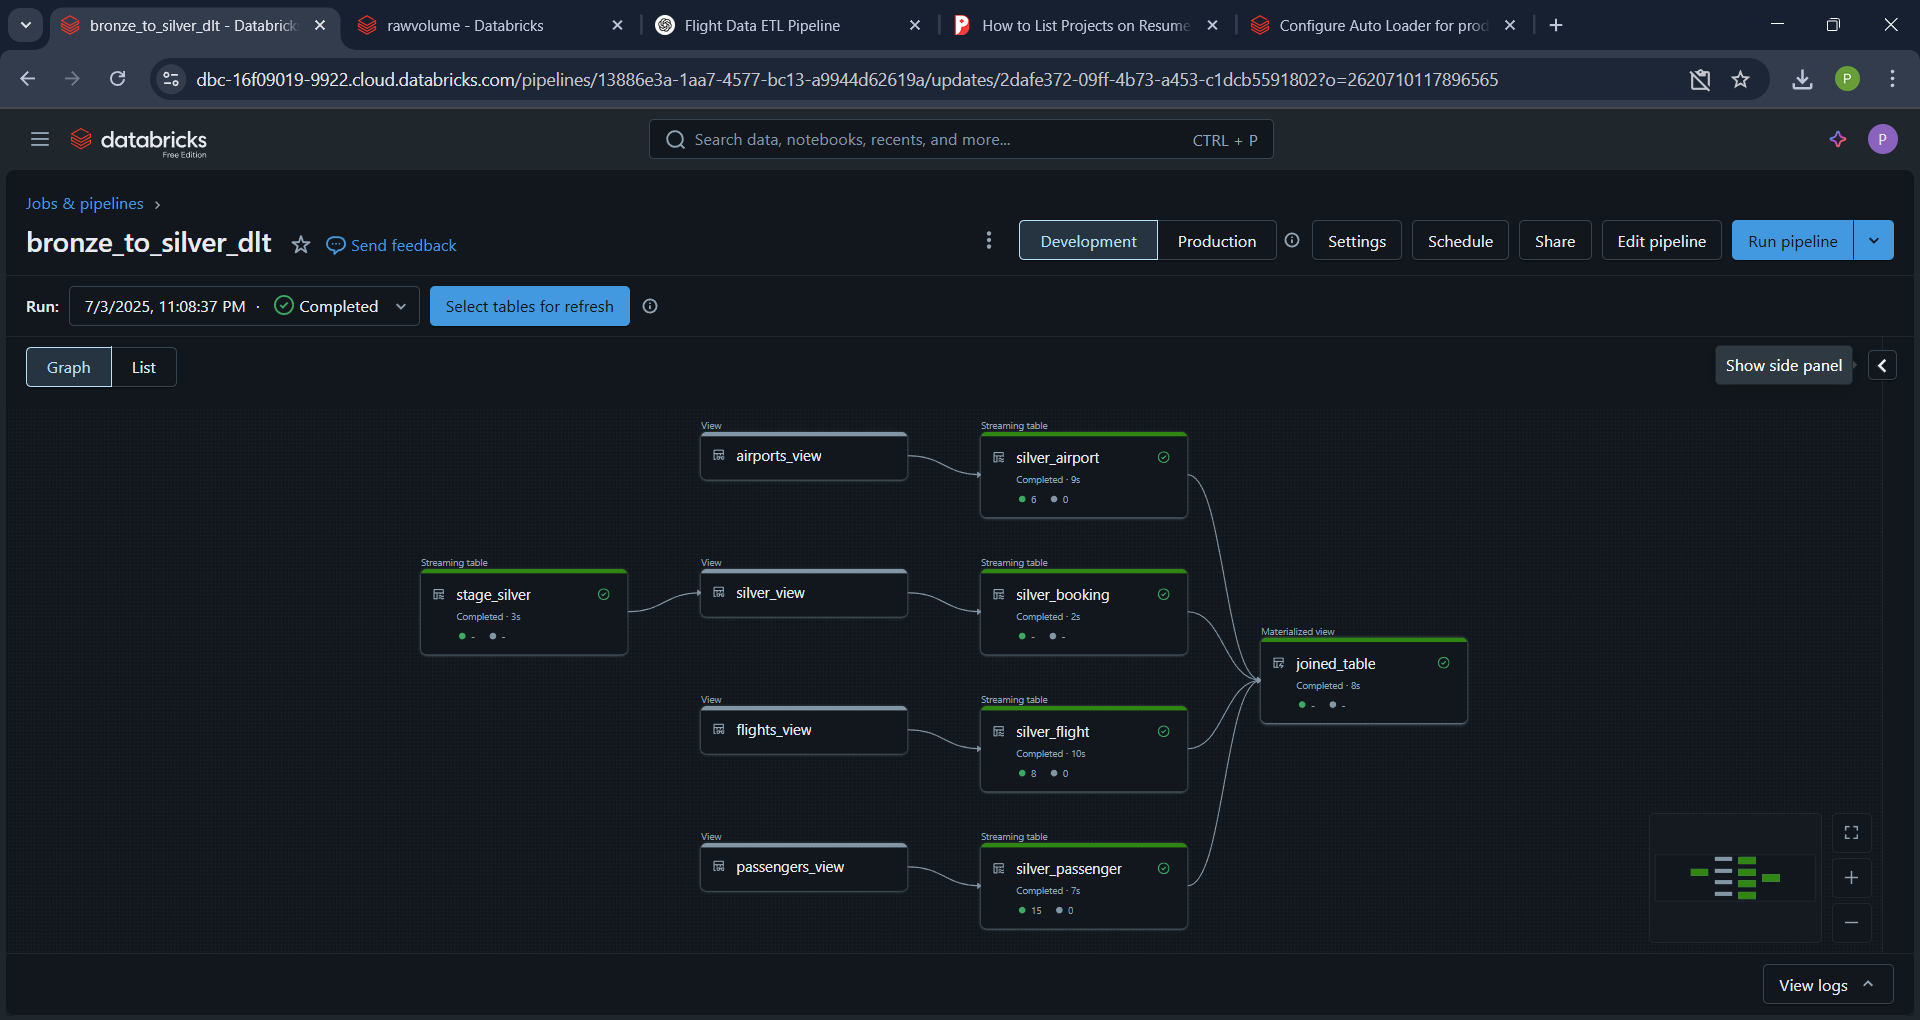 bronze_to_silver_dlt - Databrick
rawvolume - Databricks
Flight Data ETL Pipeline
How to List Projects on Resume
Configure Auto Loader for prod
dbc-16f09019-9922.cloud.databricks.com/pipelines/13886e3a-1aa7-4577-bc13-a9944d62619a/updates/2dafe372-09ff-4b73-a453-c1dcb5591802?o=2620710117896565
P
databricks
Free Edition
Search data, notebooks, recents, and more...
CTRL + P
P
Jobs & pipelines ›
bronze_to_silver_dlt
Send feedback
Development
Production
Settings
Schedule
Share
Edit pipeline
Run pipeline
Run:
7/3/2025, 11:08:37 PM · Completed
Select tables for refresh
Graph
List
Show side panel
View
airports_view
Streaming table
silver_airport
Completed · 9s
6 0
Streaming table
stage_silver
Completed · 3s
- -
View
silver_view
Streaming table
silver_booking
Completed · 2s
- -
Materialized view
joined_table
Completed · 8s
- -
View
flights_view
Streaming table
silver_flight
Completed · 10s
8 0
View
passengers_view
Streaming table
silver_passenger
Completed · 7s
15 0
View logs